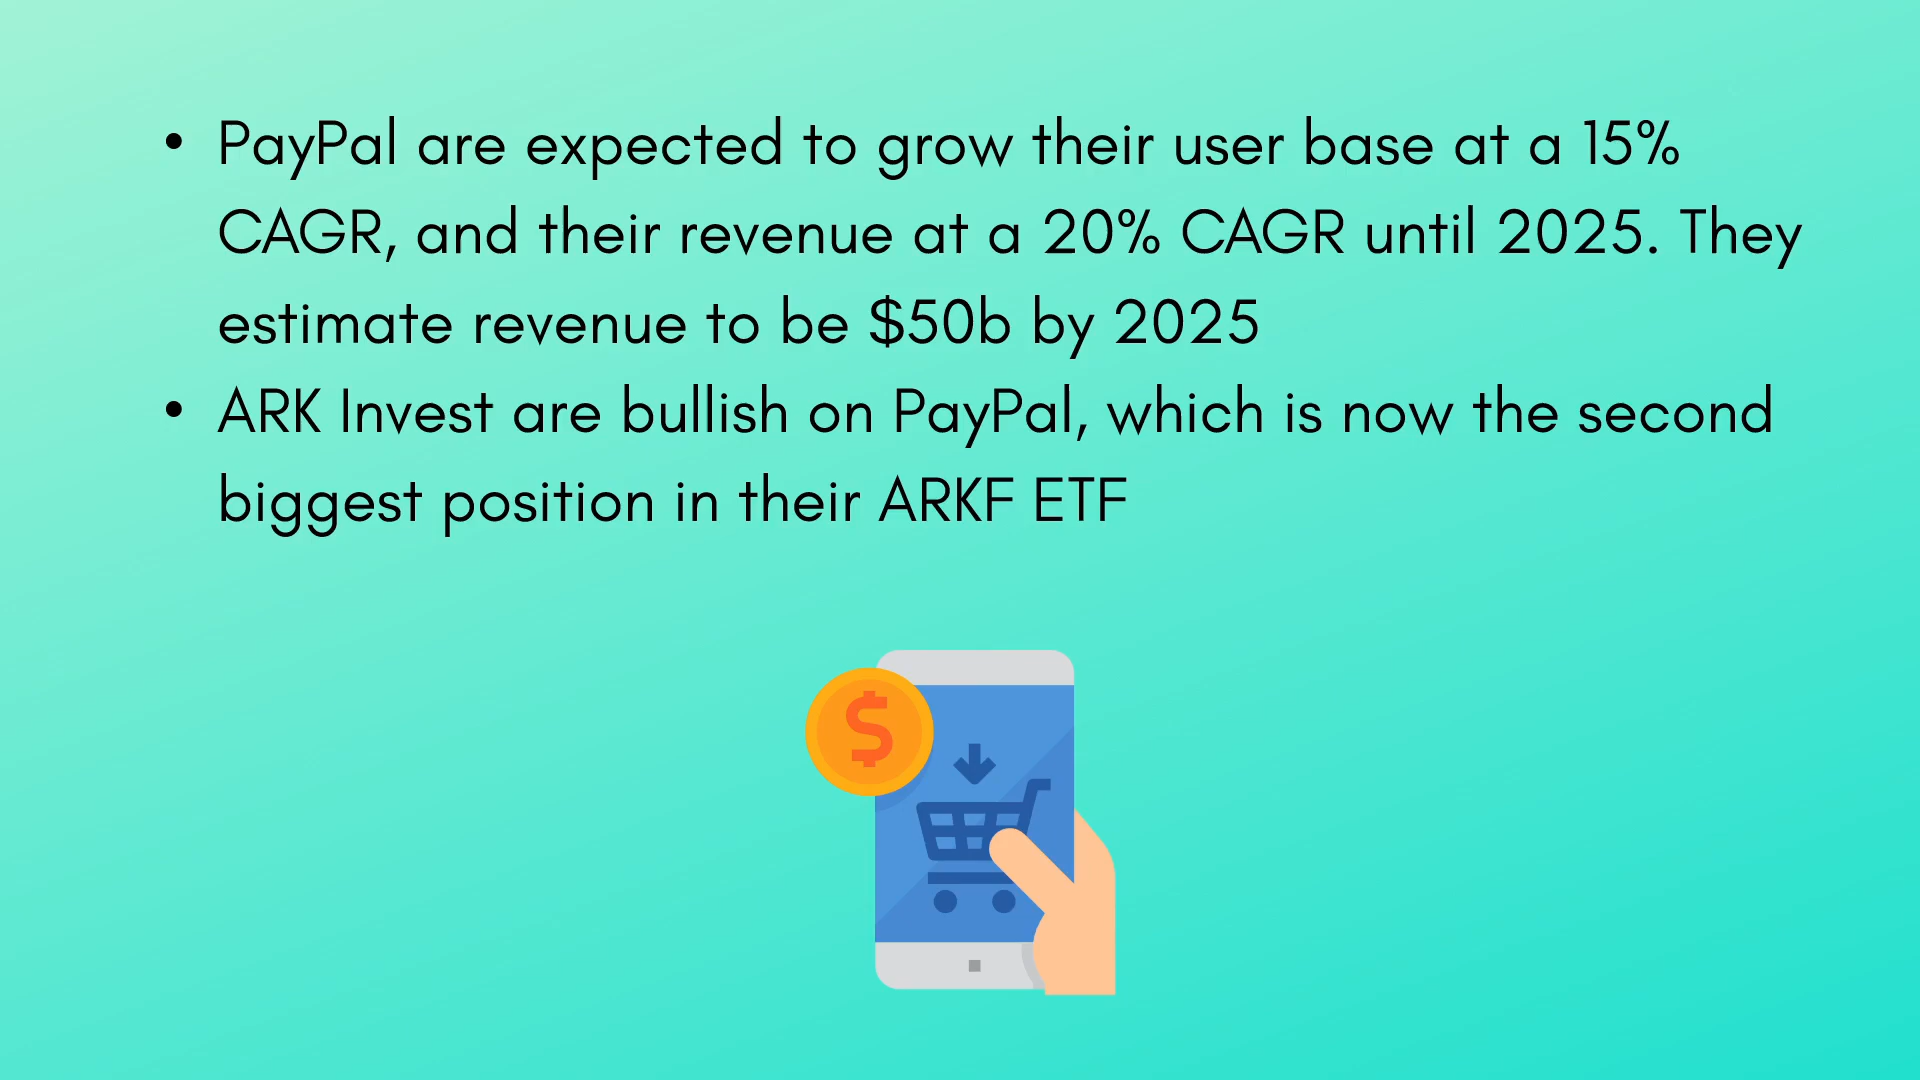 • PayPal are expected to grow their user base at a 15%
CAGR, and their revenue at a 20% CAGR until 2025. They
estimate revenue to be $50b by 2025
• ARK Invest are bullish on PayPal, which is now the second
biggest position in their ARKF ETF
$